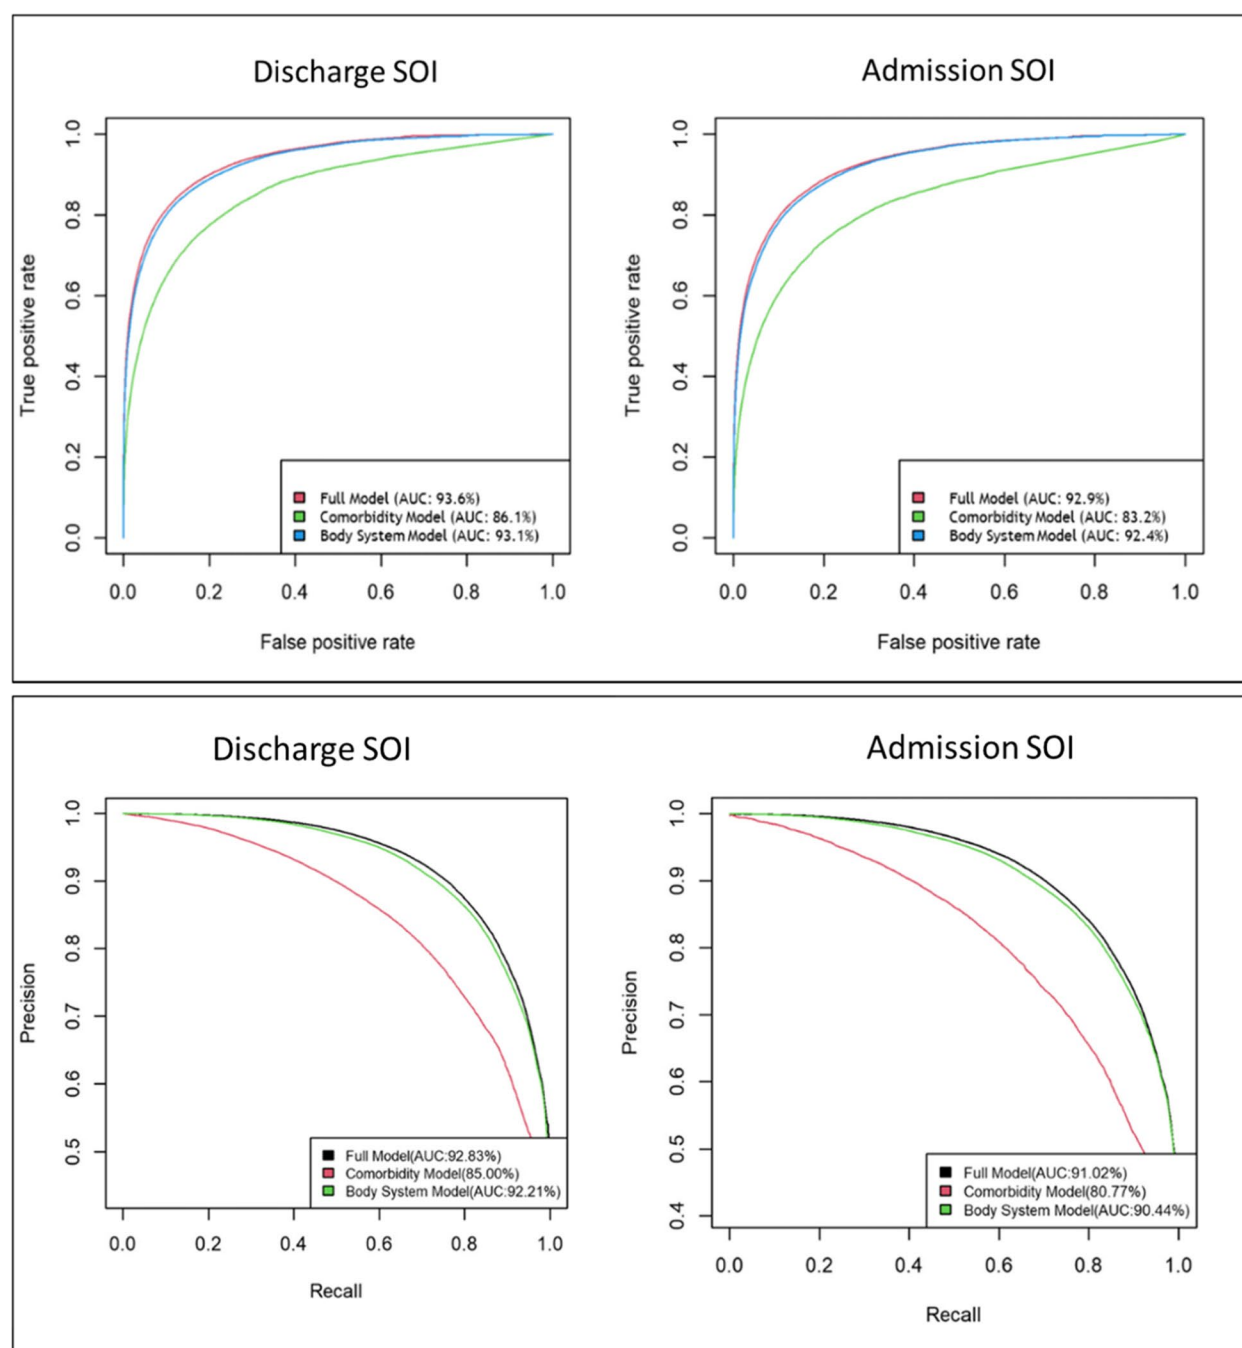 Discharge SOI
True positive rate
1.0
0.8
0.6
0.4
0.2
0.0
Full Model (AUC: 93.6%)
Comorbidity Model (AUC: 86.1%)
Body System Model (AUC: 93.1%)
0.0 0.2 0.4 0.6 0.8 1.0
False positive rate
Admission SOI
True positive rate
1.0
0.8
0.6
0.4
0.2
0.0
Full Model (AUC: 92.9%)
Comorbidity Model (AUC: 83.2%)
Body System Model (AUC: 92.4%)
0.0 0.2 0.4 0.6 0.8 1.0
False positive rate
Discharge SOI
Precision
1.0
0.9
0.8
0.7
0.6
0.5
Full Model(AUC:92.83%)
Comorbidity Model(85.00%)
Body System Model(AUC:92.21%)
0.0 0.2 0.4 0.6 0.8 1.0
Recall
Admission SOI
Precision
1.0
0.9
0.8
0.7
0.6
0.5
0.4
Full Model(AUC:91.02%)
Comorbidity Model(80.77%)
Body System Model(AUC:90.44%)
0.0 0.2 0.4 0.6 0.8 1.0
Recall